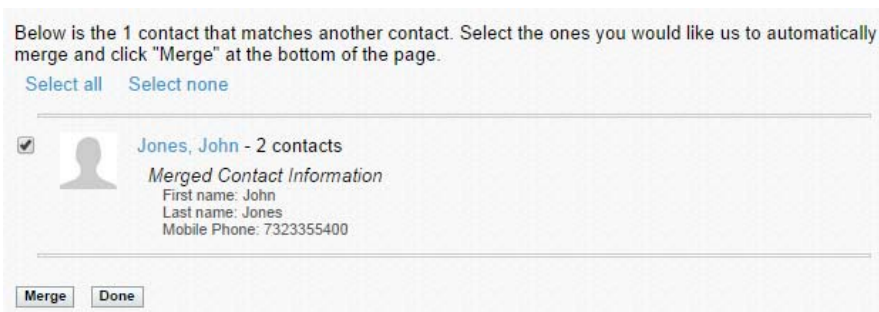 Below is the 1 contact that matches another contact. Select the ones you would like us to automatically
merge and click "Merge" at the bottom of the page.
Select all Select none
Jones, John - 2 contacts
Merged Contact Information
First name: John
Last name: Jones
Mobile Phone: 7323355400
Merge Done